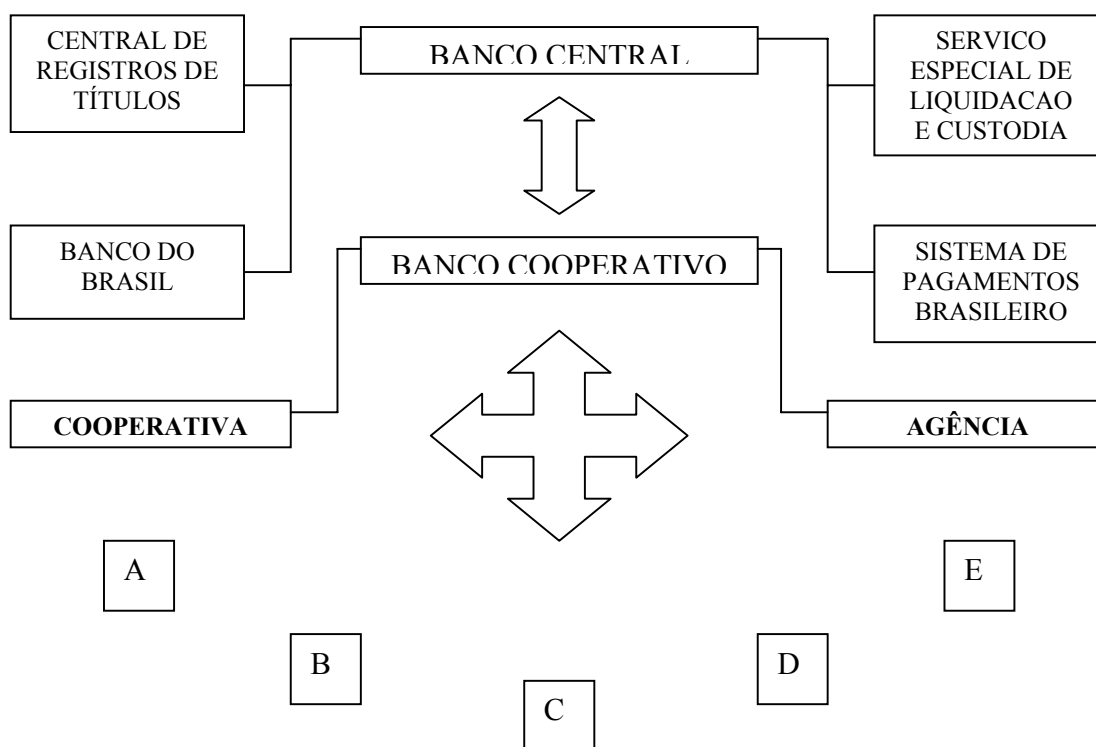 CENTRAL DE
REGISTROS DE
TÍTULOS
BANCO CENTRAL
SERVICO
ESPECIAL DE
LIQUIDACAO
E CUSTODIA
BANCO DO
BRASIL
BANCO COOPERATIVO
SISTEMA DE
PAGAMENTOS
BRASILEIRO
COOPERATIVA
AGÊNCIA
A
E
B
D
C